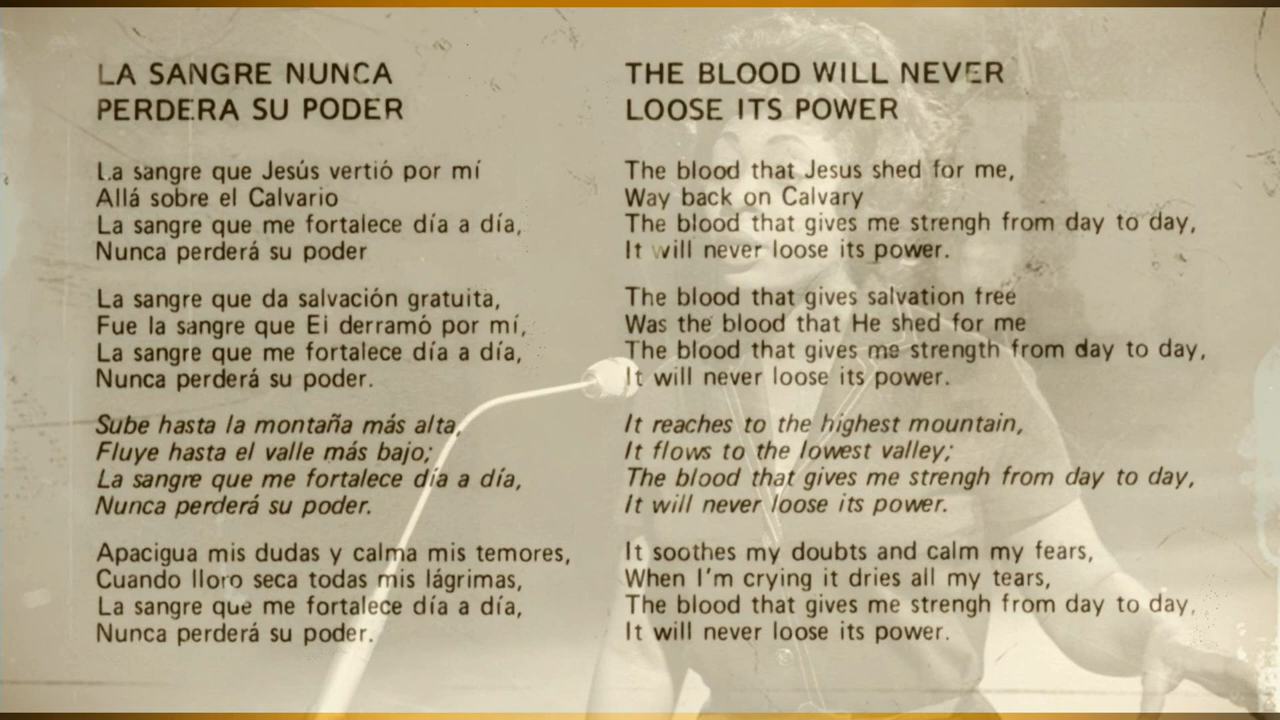 LA SANGRE NUNCA
PERDERA SU PODER
La sangre que Jesús vertió por mí
Allá sobre el Calvario
La sangre que me fortalece día a día,
Nunca perderá su poder
La sangre que da salvación gratuita,
Fue la sangre que El derramó por mí,
La sangre que me fortalece día a día,
Nunca perderá su poder.
Sube hasta la montaña más alta,
Fluye hasta el valle más bajo;
La sangre que me fortalece día a día,
Nunca perderá su poder.
Apacigua mis dudas y calma mis temores,
Cuando lloro seca todas mis lágrimas,
La sangre que me fortalece día a día,
Nunca perderá su poder.
THE BLOOD WILL NEVER
LOOSE ITS POWER
The blood that Jesus shed for me,
Way back on Calvary
The blood that gives me strengh from day to day,
It will never loose its power.
The blood that gives salvation free
Was the blood that He shed for me
The blood that gives me strength from day to day,
It will never loose its power.
It reaches to the highest mountain,
It flows to the lowest valley;
The blood that gives me strengh from day to day,
It will never loose its power.
It soothes my doubts and calm my fears,
When I'm crying it dries all my tears,
The blood that gives me strengh from day to day,
It will never loose its power.